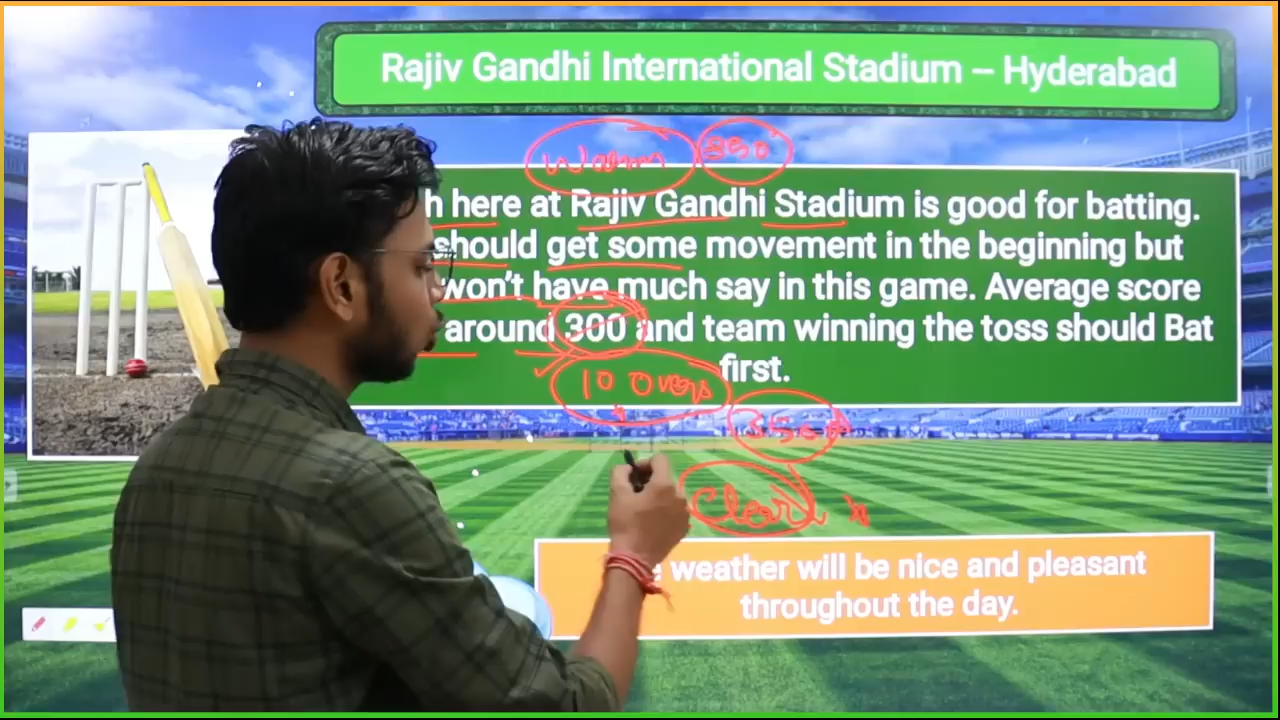 Rajiv Gandhi International Stadium – Hyderabad
Warm 350
h here at Rajiv Gandhi Stadium is good for batting.
should get some movement in the beginning but
won't have much say in this game. Average score
around 300 and team winning the toss should Bat
first.
10 Overs
350
Clear
weather will be nice and pleasant
throughout the day.